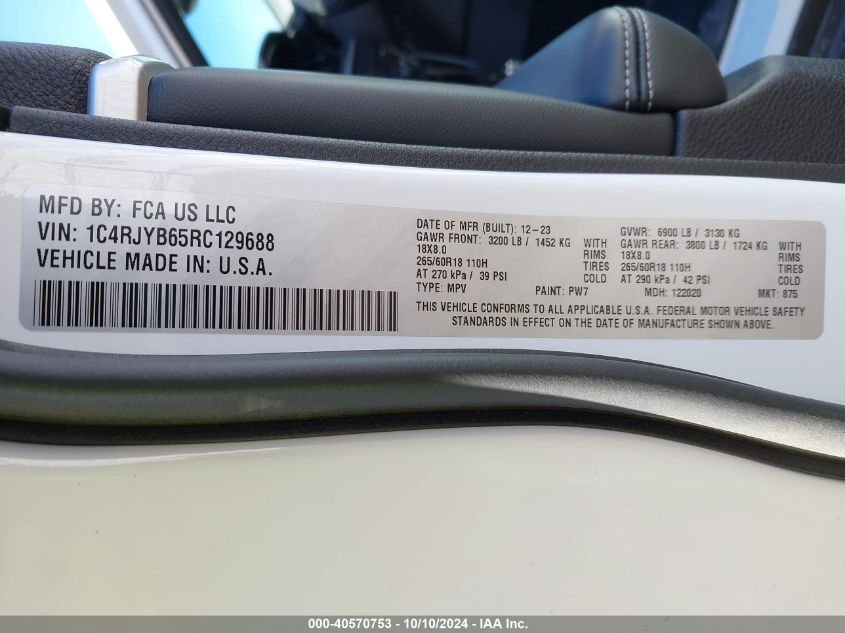 MFD BY: FCA US LLC
VIN: 1C4RJYB65RC129688
VEHICLE MADE IN: U.S.A.
DATE OF MFR (BUILT): 12-23 GVWR: 6900 LB / 3130 KG
GAWR FRONT: 3200 LB / 1452 KG WITH GAWR REAR: 3800 LB / 1724 KG WITH
18X8.0 RIMS 18X8.0 RIMS
265/60R18 110H TIRES 265/60R18 110H TIRES
AT 270 kPa / 39 PSI COLD AT 290 kPa / 42 PSI COLD
TYPE: MPV PAINT: PW7 MDH: 122020 MKT: 875
THIS VEHICLE CONFORMS TO ALL APPLICABLE U.S.A. FEDERAL MOTOR VEHICLE SAFETY
STANDARDS IN EFFECT ON THE DATE OF MANUFACTURE SHOWN ABOVE.
000-40570753 - 10/10/2024 - IAA Inc.